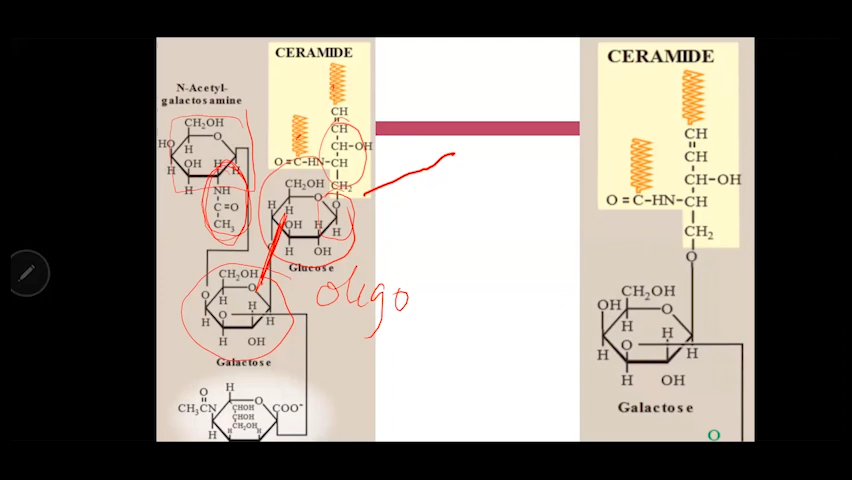 CERAMIDE
N-Acetyl-
galactosamine
CH
CH
CH-OH
O=C-HN-CH
CH₂
O
CH₂OH
O
HO
H
OH
H
H
H
H
NH
C=O
CH₃
CH₂OH
O
H
H
OH
H
H
H
OH
Glucose
oligo
CH₂OH
O
O
H
H
O
H
H
H
OH
Galactose
O
CH₃CN
H
H
O
COO⁻
CHOH
CHOH
CH₂OH
H
H
CERAMIDE
CH
CH
CH-OH
O=C-HN-CH
CH₂
O
CH₂OH
OH
O
H
H
O
H
H
H
OH
Galactose
O